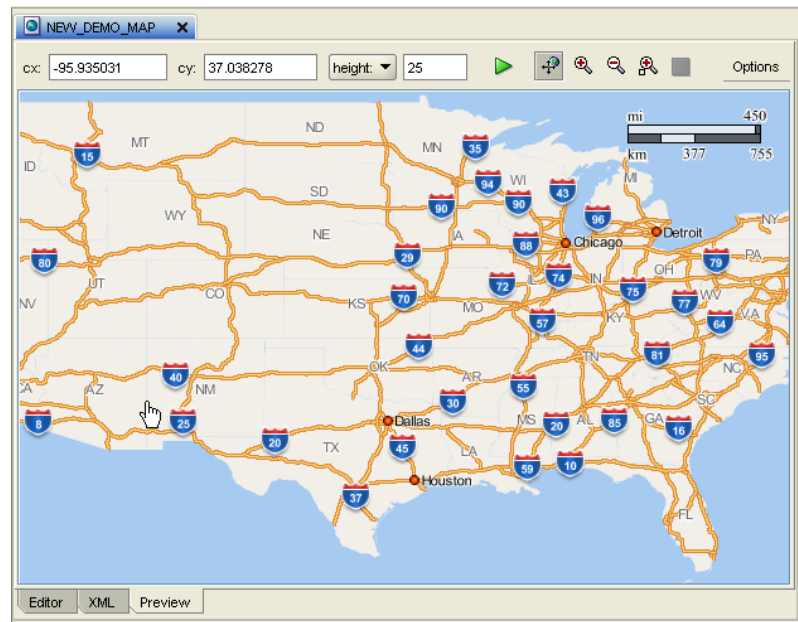 NEW_DEMO_MAP
cx: -95.935031 cy: 37.038278 height: 25 Options
mi 450
km 377 755
ND
MT
MN
35
15
ID
MI
94
WI
SD
43
90
90
96
WY
NY
Detroit
NE
IA
88
Chicago
PA
29
80
79
OH
UT
IL
74
IN
72
75
CO
WV
70
KS
MO
77
NV
VA
KY
57
64
44
81
95
TN
OK
NC
40
AR
CA
AZ
NM
55
SC
30
Dallas
MS
20
AL
85
GA
8
25
16
20
45
TX
LA
59
10
Houston
37
FL
Editor XML Preview